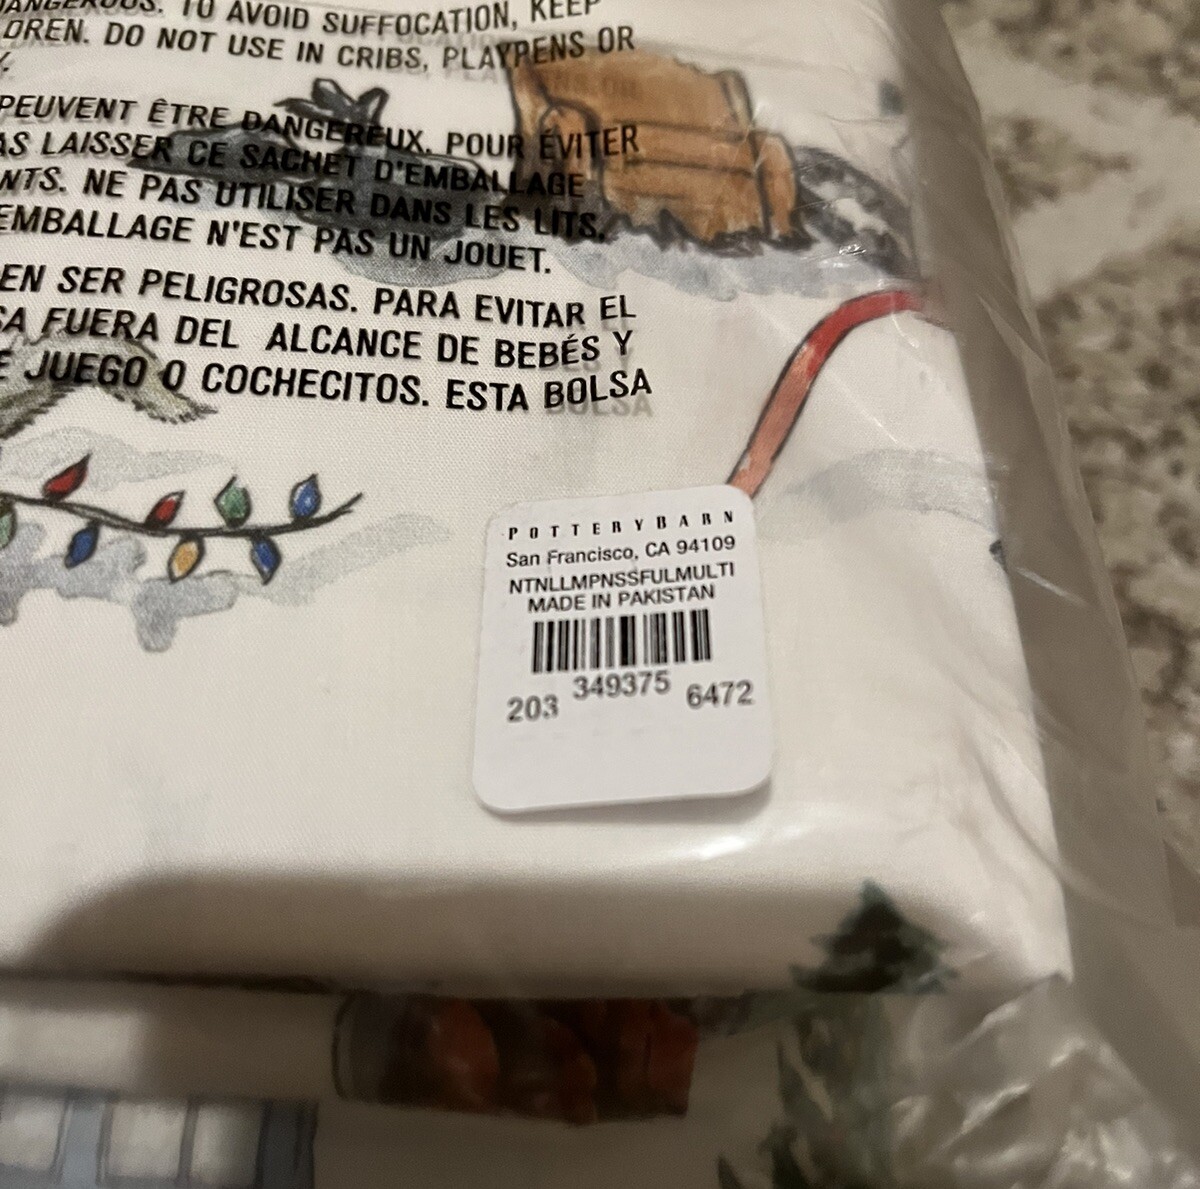 DANGEROUS. TO AVOID SUFFOCATION, KEEP
DREN. DO NOT USE IN CRIBS, PLAYPENS OR
PEUVENT ÊTRE DANGEREUX. POUR ÉVITER
AS LAISSER CE SACHET D'EMBALLAGE
NTS. NE PAS UTILISER DANS LES LITS,
EMBALLAGE N'EST PAS UN JOUET.
EN SER PELIGROSAS. PARA EVITAR EL
SA FUERA DEL ALCANCE DE BEBÉS Y
E JUEGO O COCHECITOS. ESTA BOLSA
POTTERYBARN
San Francisco, CA 94109
NTNLLMPNSSFULMULTI
MADE IN PAKISTAN
203 349375 6472